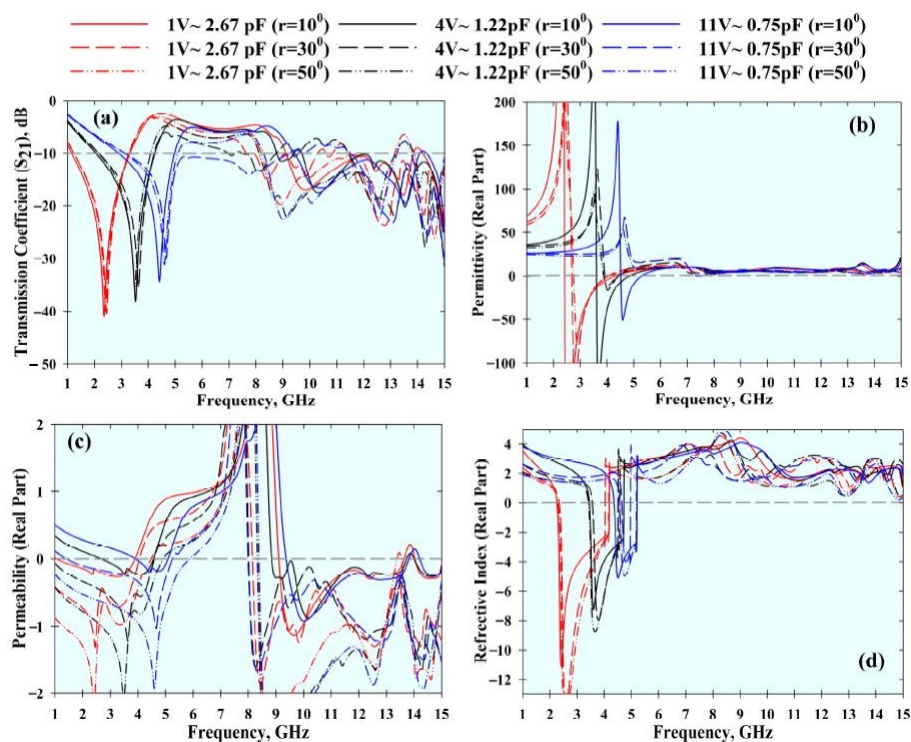 1V~ 2.67 pF (r=10⁰) 4V~ 1.22pF (r=10⁰) 11V~ 0.75pF (r=10⁰)
1V~ 2.67 pF (r=30⁰) 4V~ 1.22pF (r=30⁰) 11V~ 0.75pF (r=30⁰)
1V~ 2.67 pF (r=50⁰) 4V~ 1.22pF (r=50⁰) 11V~ 0.75pF (r=50⁰)
(a)
Transmission Coefficient (S21), dB
0
−10
−20
−30
−40
−50
1 2 3 4 5 6 7 8 9 10 11 12 13 14 15
Frequency, GHz
(b)
Permittivity (Real Part)
200
150
100
50
0
−50
−100
1 2 3 4 5 6 7 8 9 10 11 12 13 14 15
Frequency, GHz
(c)
Permeability (Real Part)
2
1
0
−1
−2
1 2 3 4 5 6 7 8 9 10 11 12 13 14 15
Frequency, GHz
Refrective Index (Real Part)
4
2
0
−2
−4
−6
−8
−10
−12
(d)
1 2 3 4 5 6 7 8 9 10 11 12 13 14 15
Frequency, GHz